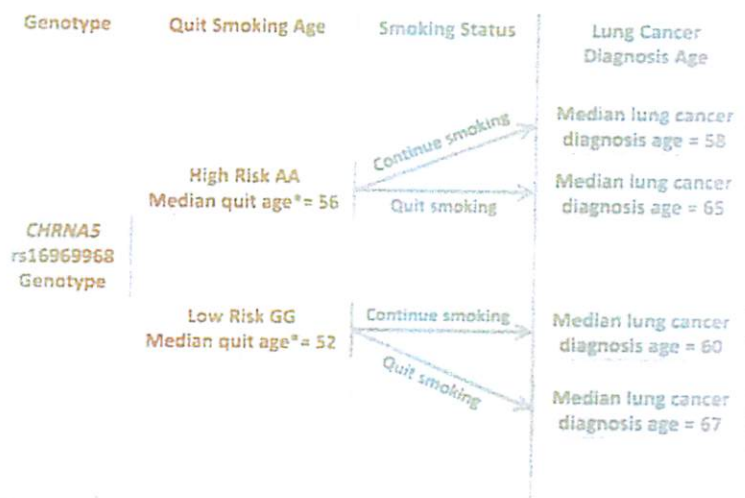 Genotype
Quit Smoking Age
Smoking Status
Lung Cancer
Diagnosis Age
CHRNA5
rs16969968
Genotype
High Risk AA
Median quit age*= 56
Continue smoking
Median lung cancer
diagnosis age = 58
Quit smoking
Median lung cancer
diagnosis age = 65
Low Risk GG
Median quit age*= 52
Continue smoking
Median lung cancer
diagnosis age = 60
Quit smoking
Median lung cancer
diagnosis age = 67